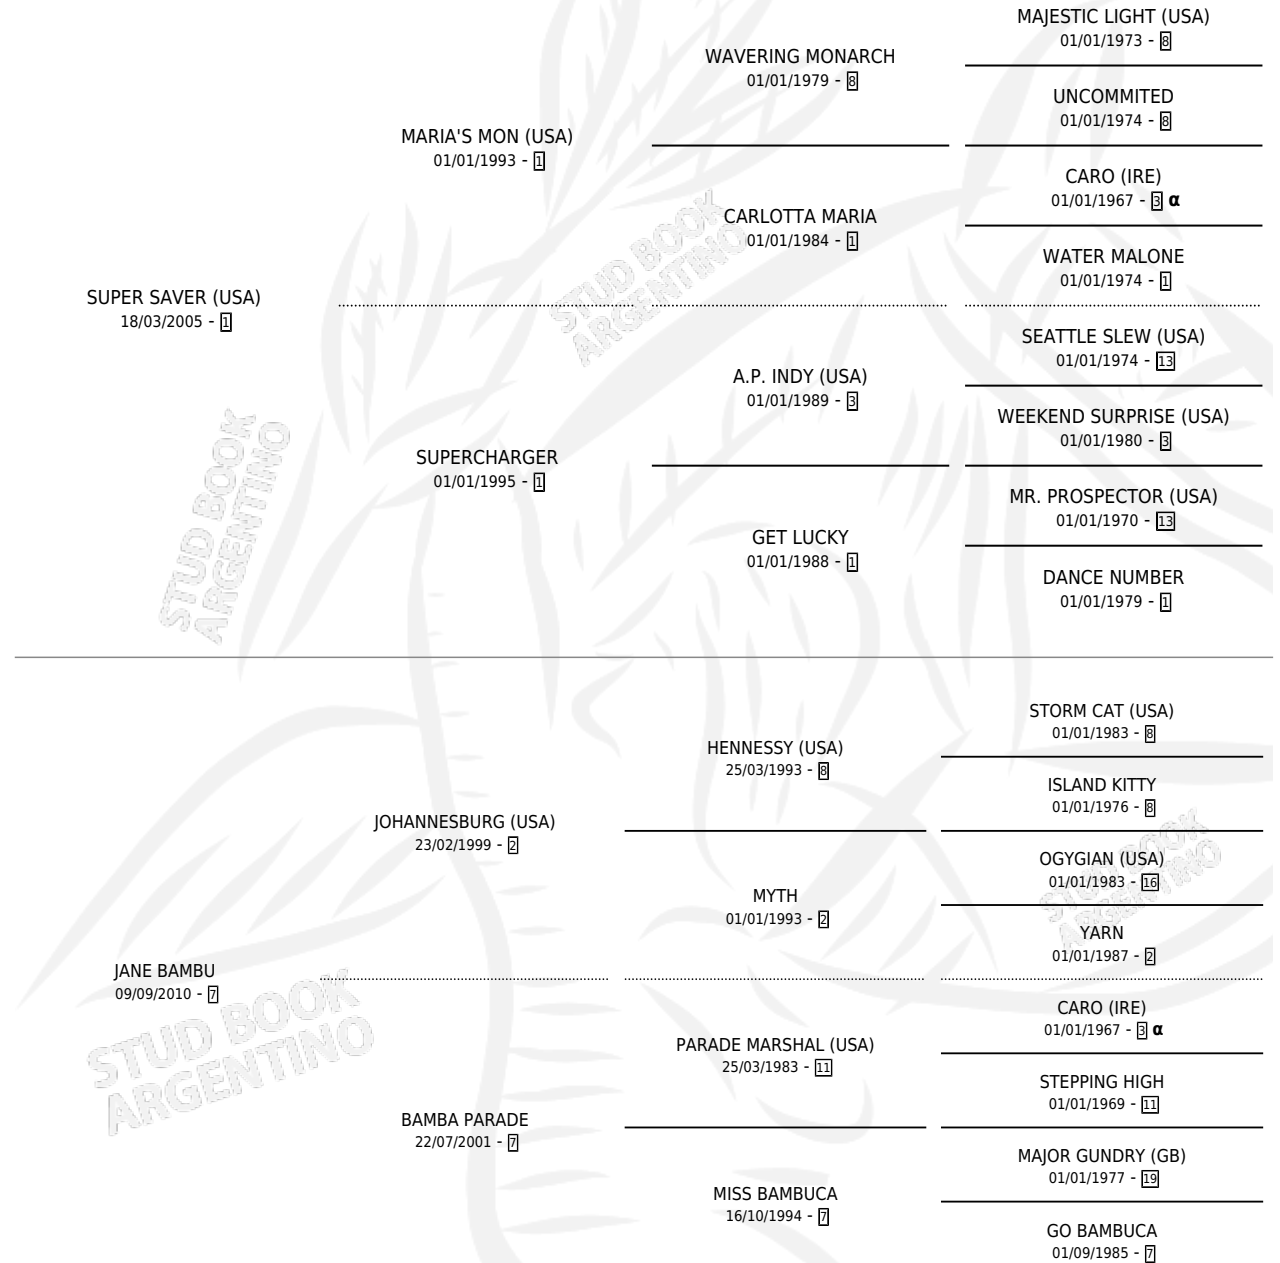 MAJESTIC LIGHT (USA)
01/01/1973 - 8
WAVERING MONARCH
01/01/1979 - 8
UNCOMMITED
01/01/1974 - 8
MARIA'S MON (USA)
01/01/1993 - 1
CARO (IRE)
01/01/1967 - 3 α
CARLOTTA MARIA
01/01/1984 - 1
WATER MALONE
01/01/1974 - 1
SUPER SAVER (USA)
18/03/2005 - 1
SEATTLE SLEW (USA)
01/01/1974 - 13
A.P. INDY (USA)
01/01/1989 - 3
WEEKEND SURPRISE (USA)
01/01/1980 - 3
SUPERCHARGER
01/01/1995 - 1
MR. PROSPECTOR (USA)
01/01/1970 - 13
GET LUCKY
01/01/1988 - 1
DANCE NUMBER
01/01/1979 - 1
STORM CAT (USA)
01/01/1983 - 8
HENNESSY (USA)
25/03/1993 - 8
ISLAND KITTY
01/01/1976 - 8
JOHANNESBURG (USA)
23/02/1999 - 2
OGYGIAN (USA)
01/01/1983 - 16
MYTH
01/01/1993 - 2
YARN
01/01/1987 - 2
JANE BAMBU
09/09/2010 - 7
CARO (IRE)
01/01/1967 - 3 α
PARADE MARSHAL (USA)
25/03/1983 - 11
STEPPING HIGH
01/01/1969 - 11
BAMBA PARADE
22/07/2001 - 7
MAJOR GUNDRY (GB)
01/01/1977 - 19
MISS BAMBUCA
16/10/1994 - 7
GO BAMBUCA
01/09/1985 - 7
STUD BOOK
ARGENTINO
STUD BOOK
ARGENTINO
STUD BOOK
ARGENTINO
STUD BOOK
ARGENTINO